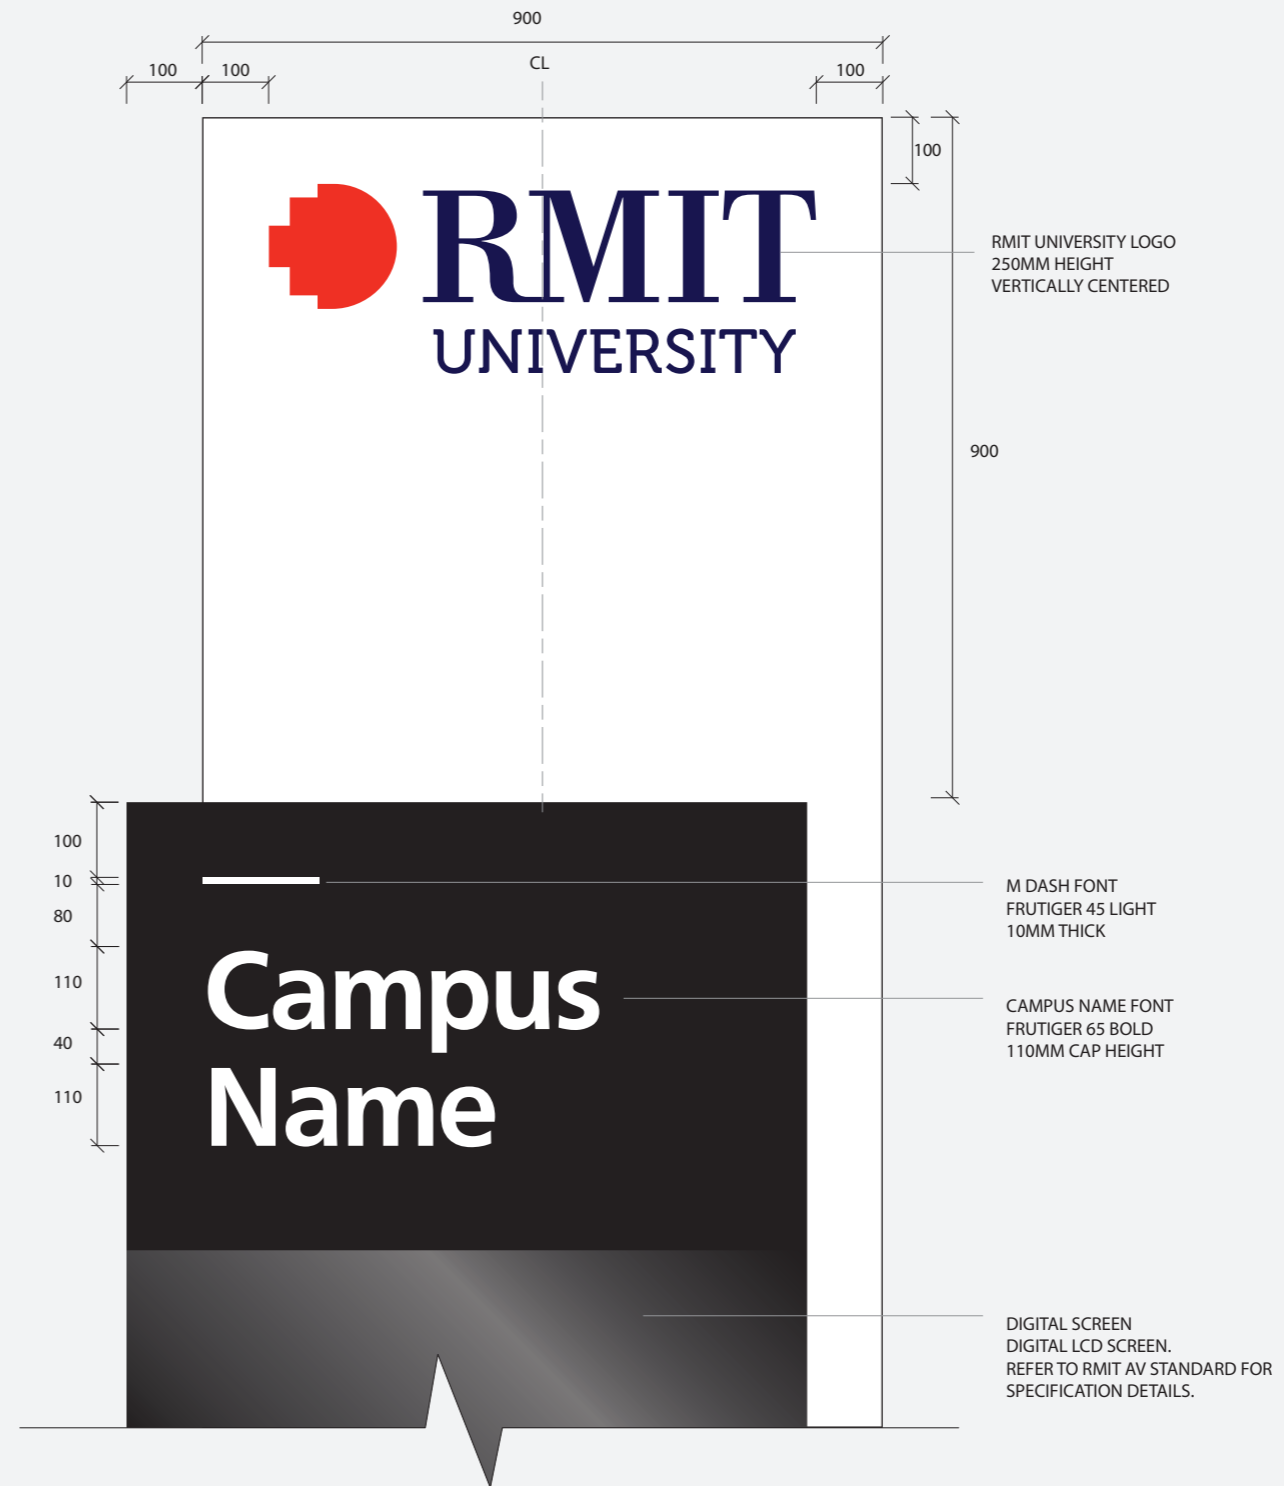 900
CL
100
100
100
100
RMIT
UNIVERSITY
RMIT UNIVERSITY LOGO
250MM HEIGHT
VERTICALLY CENTERED
900
100
10
80
110
40
110
M DASH FONT
FRUTIGER 45 LIGHT
10MM THICK
Campus
Name
CAMPUS NAME FONT
FRUTIGER 65 BOLD
110MM CAP HEIGHT
DIGITAL SCREEN
DIGITAL LCD SCREEN.
REFER TO RMIT AV STANDARD FOR
SPECIFICATION DETAILS.